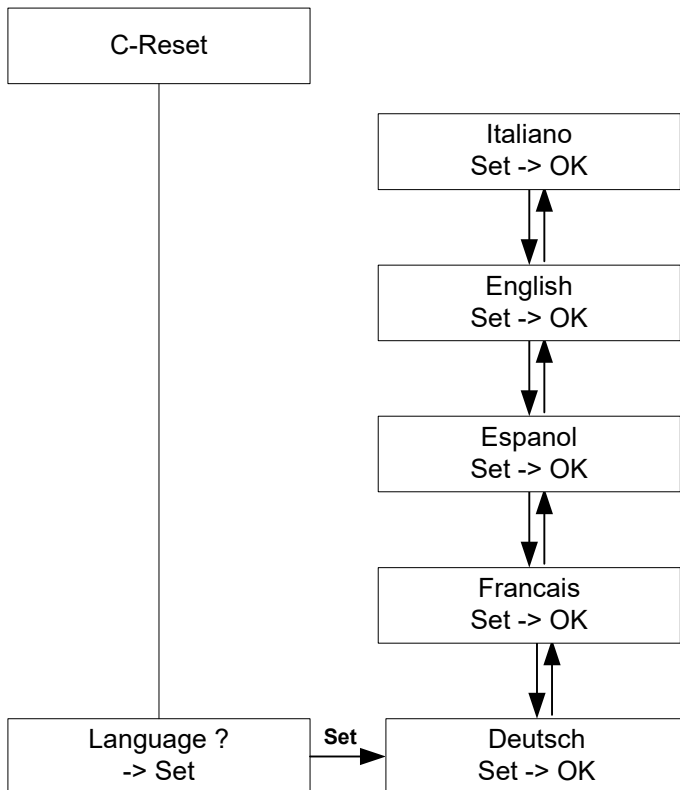 C-Reset
Italiano
Set -> OK
English
Set -> OK
Espanol
Set -> OK
Francais
Set -> OK
Language ?
-> Set
Set
Deutsch
Set -> OK